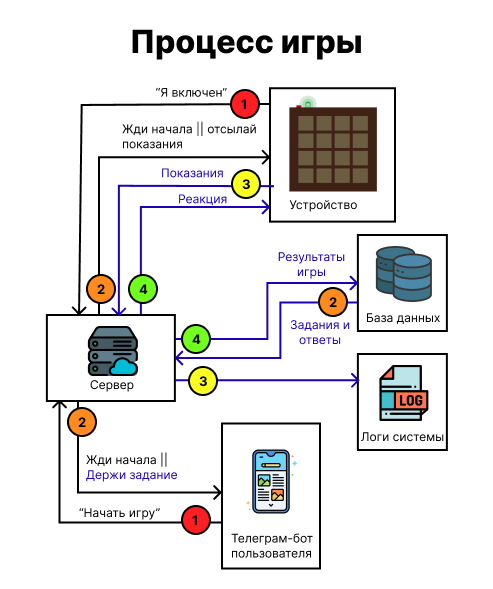 Процесс игры
“Я включен”
1
Жди начала || отсылай
показания
Показания
3
Реакция
Устройство
2
4
Результаты
игры
2
Задания и
ответы
База данных
4
Сервер
3
LOG
Логи системы
2
Жди начала ||
Держи задание
“Начать игру”
1
Телеграм-бот
пользователя